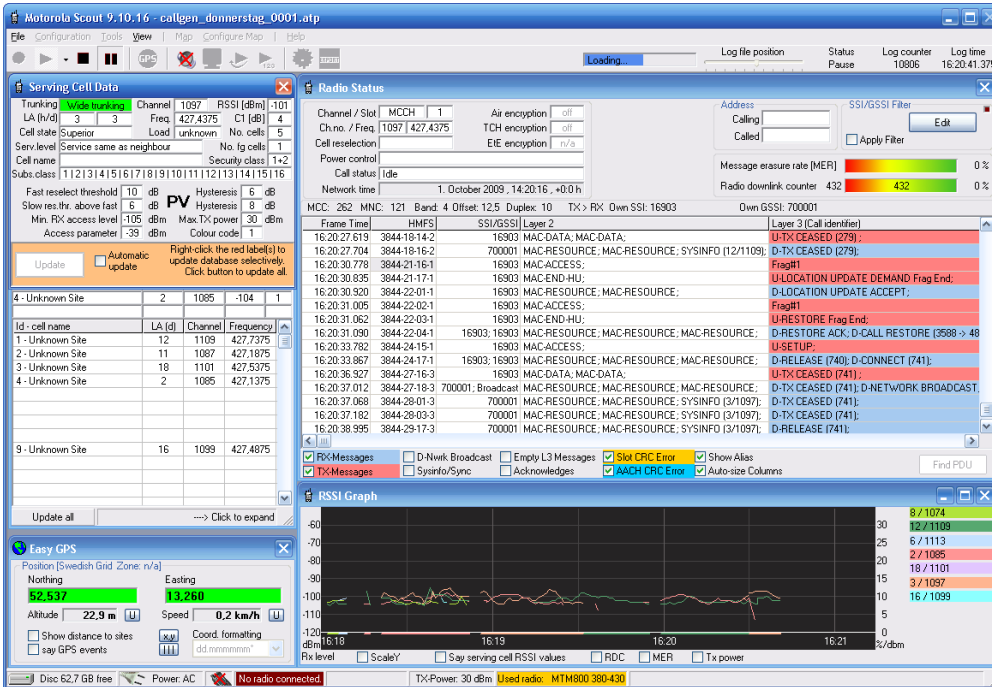 Motorola Scout 9.10.16 - callgen_donnerstag_0001.atp
File Configuration Tools View Map Configure Map Help
GPS EXPORT
Loading...
Log file position Status Log counter Log time
Pause 10806 16:20:41.375
Serving Cell Data
Trunking Wide trunking Channel 1097 RSSI [dBm] -101
LA (h/d) 3 3 Freq. 427,4375 C1 [dB] 4
Cell state Superior Load unknown No. cells 5
Serv.level Service same as neighbour No. fg cells 1
Cell name Security class 1+2
Subs.class 1|2|3|4|5|6|7|8|9|10|11|12|13|14|15|16
Fast reselect threshold 10 dB Hysteresis 6 dB
Slow res.thr. above fast 6 dB PV Hysteresis 8 dB
Min. RX access level -105 dBm Max.TX power 30 dBm
Access parameter -39 dBm Colour code 1
Update Automatic update Right-click the red label(s) to
update database selectively.
Click button to update all.
4 - Unknown Site 2 1085 -104 1
Id - cell name LA (d) Channel Frequency
1 - Unknown Site 12 1109 427,7375
2 - Unknown Site 11 1087 427,1875
3 - Unknown Site 18 1101 427,5375
4 - Unknown Site 2 1085 427,1375
9 - Unknown Site 16 1099 427,4875
Update all ----> Click to expand
Easy GPS
Position [Swedish Grid Zone: n/a]
Northing Easting
52,537 13,260
Altitude 22,9 m U Speed 0,2 km/h U
Show distance to sites x,y Coord. formatting
say GPS events dd.mmmmmm°
Radio Status
Channel / Slot MCCH 1 Air encryption off
Ch.no. / Freq. 1097 427,4375 TCH encryption off
Cell reselection EtE encryption n/a
Power control
Call status Idle
Network time 1. October 2009 , 14:20:16 , +0:0 h
Address
Calling
Called
SSI/GSSI Filter
Edit
Apply Filter
Message erasure rate [MER] 0 %
Radio downlink counter 432 432 0 %
MCC: 262 MNC: 121 Band: 4 Offset: 12,5 Duplex: 10 TX > RX Own SSI: 16903 Own GSSI: 700001
Frame Time HMFS SSI/GSSI Layer 2 Layer 3 (Call identifier)
16:20:27.619 3844-18-14-2 16903 MAC-DATA; MAC-DATA; U-TX CEASED (279) ;
16:20:27.704 3844-18-16-2 700001 MAC-RESOURCE; MAC-RESOURCE; SYSINFO (12/1109); D-TX CEASED (279);
16:20:30.778 3844-21-16-1 16903 MAC-ACCESS; Frag#1
16:20:30.835 3844-21-17-1 16903 MAC-END-HU; U-LOCATION UPDATE DEMAND Frag End;
16:20:30.920 3844-22-01-1 16903 MAC-RESOURCE; MAC-RESOURCE; D-LOCATION UPDATE ACCEPT;
16:20:31.005 3844-22-02-1 16903 MAC-ACCESS; Frag#1
16:20:31.062 3844-22-03-1 16903 MAC-END-HU; U-RESTORE Frag End;
16:20:31.090 3844-22-04-1 16903; 16903 MAC-RESOURCE; MAC-RESOURCE; MAC-RESOURCE; D-RESTORE ACK; D-CALL RESTORE (3588 -> 48
16:20:33.782 3844-24-15-1 16903 MAC-ACCESS; U-SETUP;
16:20:33.867 3844-24-17-1 16903; 16903 MAC-RESOURCE; MAC-RESOURCE; MAC-RESOURCE; D-RELEASE (740); D-CONNECT (741);
16:20:36.927 3844-27-16-3 16903 MAC-DATA; MAC-DATA; U-TX CEASED (741) ;
16:20:37.012 3844-27-18-3 700001; Broadcast MAC-RESOURCE; MAC-RESOURCE; MAC-RESOURCE; D-TX CEASED (741); D-NETWORK BROADCAST,
16:20:37.068 3844-28-01-3 700001 MAC-RESOURCE; MAC-RESOURCE; SYSINFO (3/1097); D-TX CEASED (741);
16:20:37.182 3844-28-03-3 700001 MAC-RESOURCE; MAC-RESOURCE; SYSINFO (3/1097); D-TX CEASED (741);
16:20:38.995 3844-29-17-3 700001 MAC-RESOURCE; MAC-RESOURCE; SYSINFO (3/1097); D-RELEASE (741);
RX-Messages D-Nwrk Broadcast Empty L3 Messages Slot CRC Error Show Alias
TX-Messages Sysinfo/Sync Acknowledges AACH CRC Error Auto-size Columns
Find PDU
RSSI Graph
-60 30
-70 25
-80 20
-90 15
-100 10
-110 5
-120 0
dBm 16:18 16:19 16:20 16:21 %/dbm
8 / 1074
12 / 1109
6 / 1113
2 / 1085
18 / 1101
3 / 1097
16 / 1099
Rx level ScaleY Say serving cell RSSI values RDC MER Tx power
Disc 62,7 GB free Power: AC No radio connected. TX-Power: 30 dBm Used radio: MTM800 380-430